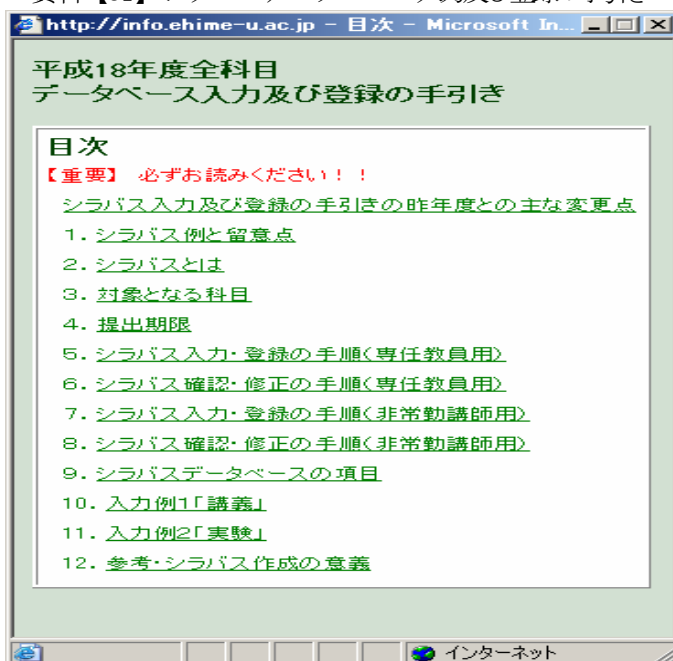 http://info.ehime-u.ac.jp - 目次 - Microsoft In...
平成18年度全科目
データベース入力及び登録の手引き
目次
【重要】 必ずお読みください！！
シラバス入力及び登録の手引きの昨年度との主な変更点
1. シラバス例と留意点
2. シラバスとは
3. 対象となる科目
4. 提出期限
5. シラバス入力・登録の手順(専任教員用)
6. シラバス確認・修正の手順(専任教員用)
7. シラバス入力・登録の手順(非常勤講師用)
8. シラバス確認・修正の手順(非常勤講師用)
9. シラバスデータベースの項目
10. 入力例1「講義」
11. 入力例2「実験」
12. 参考・シラバス作成の意義
インターネット